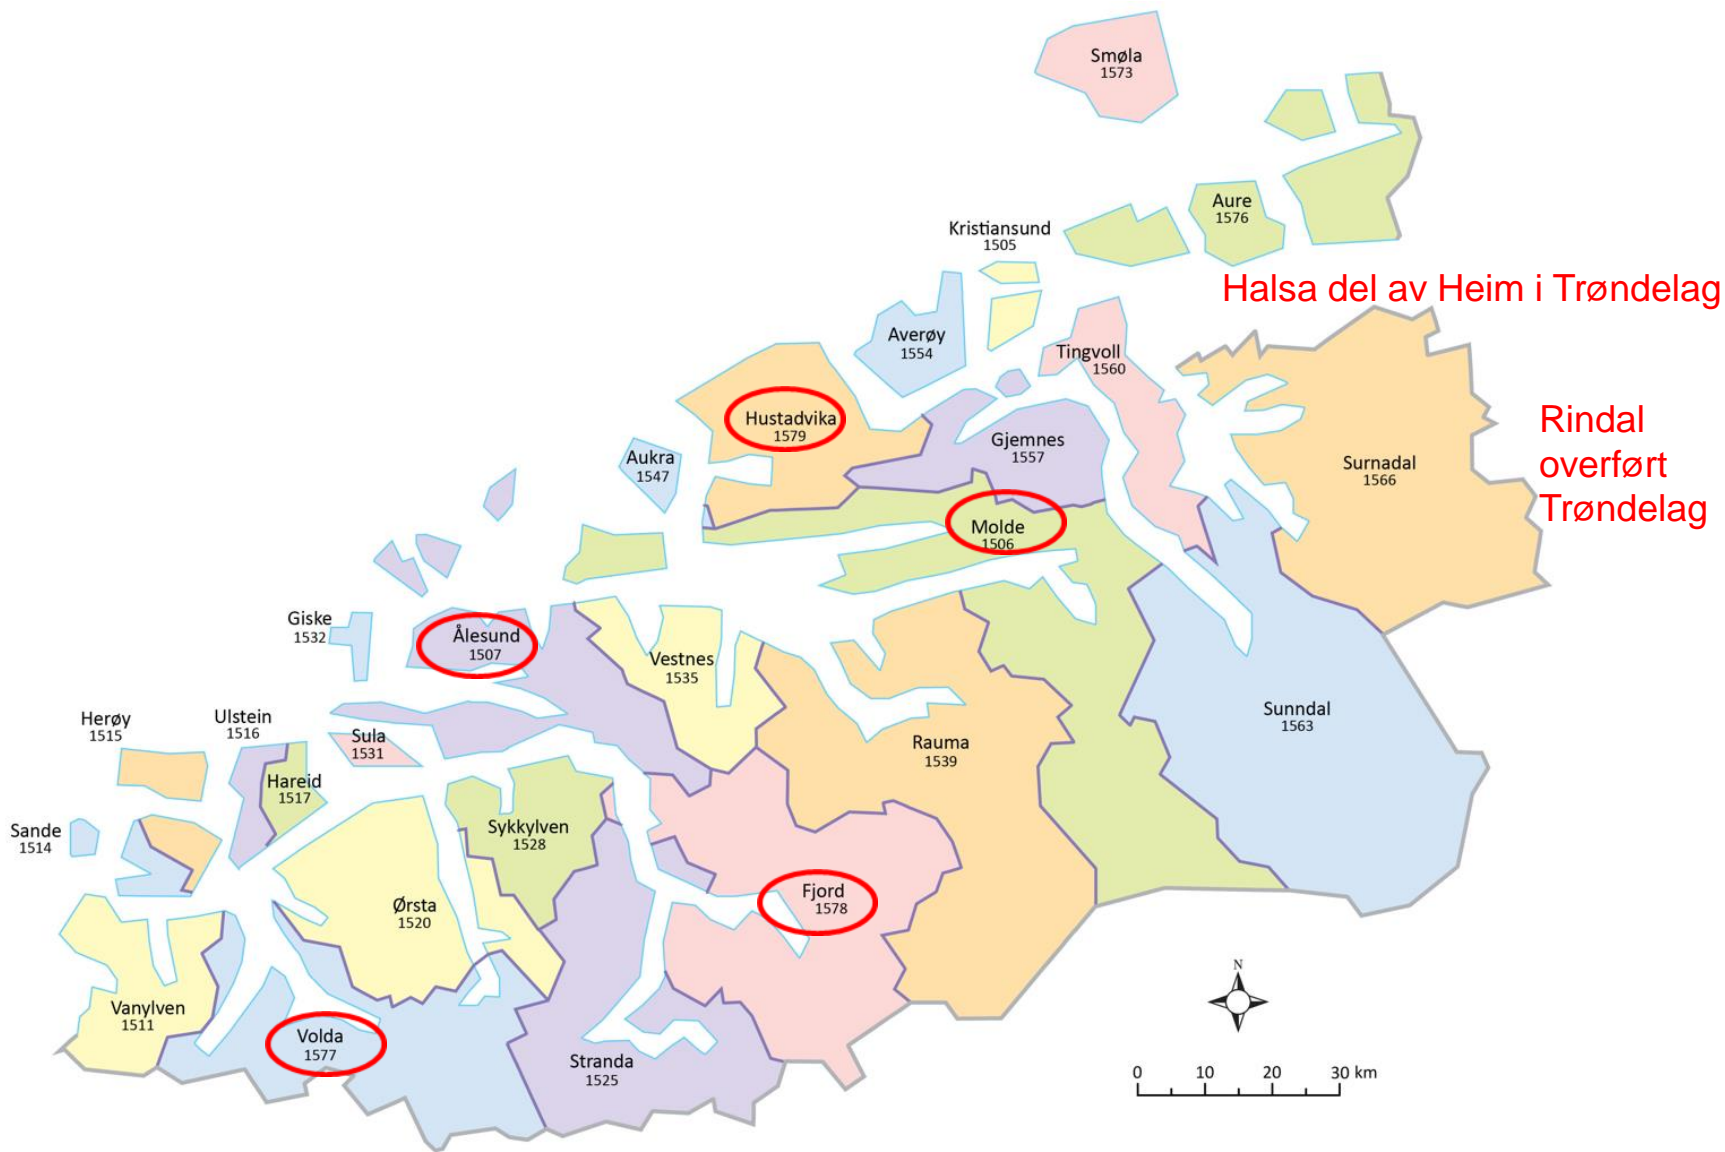 Smøla
1573
Aure
1576
Kristiansund
1505
Halsa del av Heim i Trøndelag
Averøy
1554
Tingvoll
1560
Hustadvika
1579
Rindal
overført
Trøndelag
Gjemnes
1557
Aukra
1547
Surnadal
1566
Molde
1506
Giske
1532
Ålesund
1507
Vestnes
1535
Sunndal
1563
Herøy
1515
Ulstein
1516
Sula
1531
Rauma
1539
Hareid
1517
Sande
1514
Sykkylven
1528
Ørsta
1520
Fjord
1578
N
Vanylven
1511
Volda
1577
Stranda
1525
0 10 20 30 km